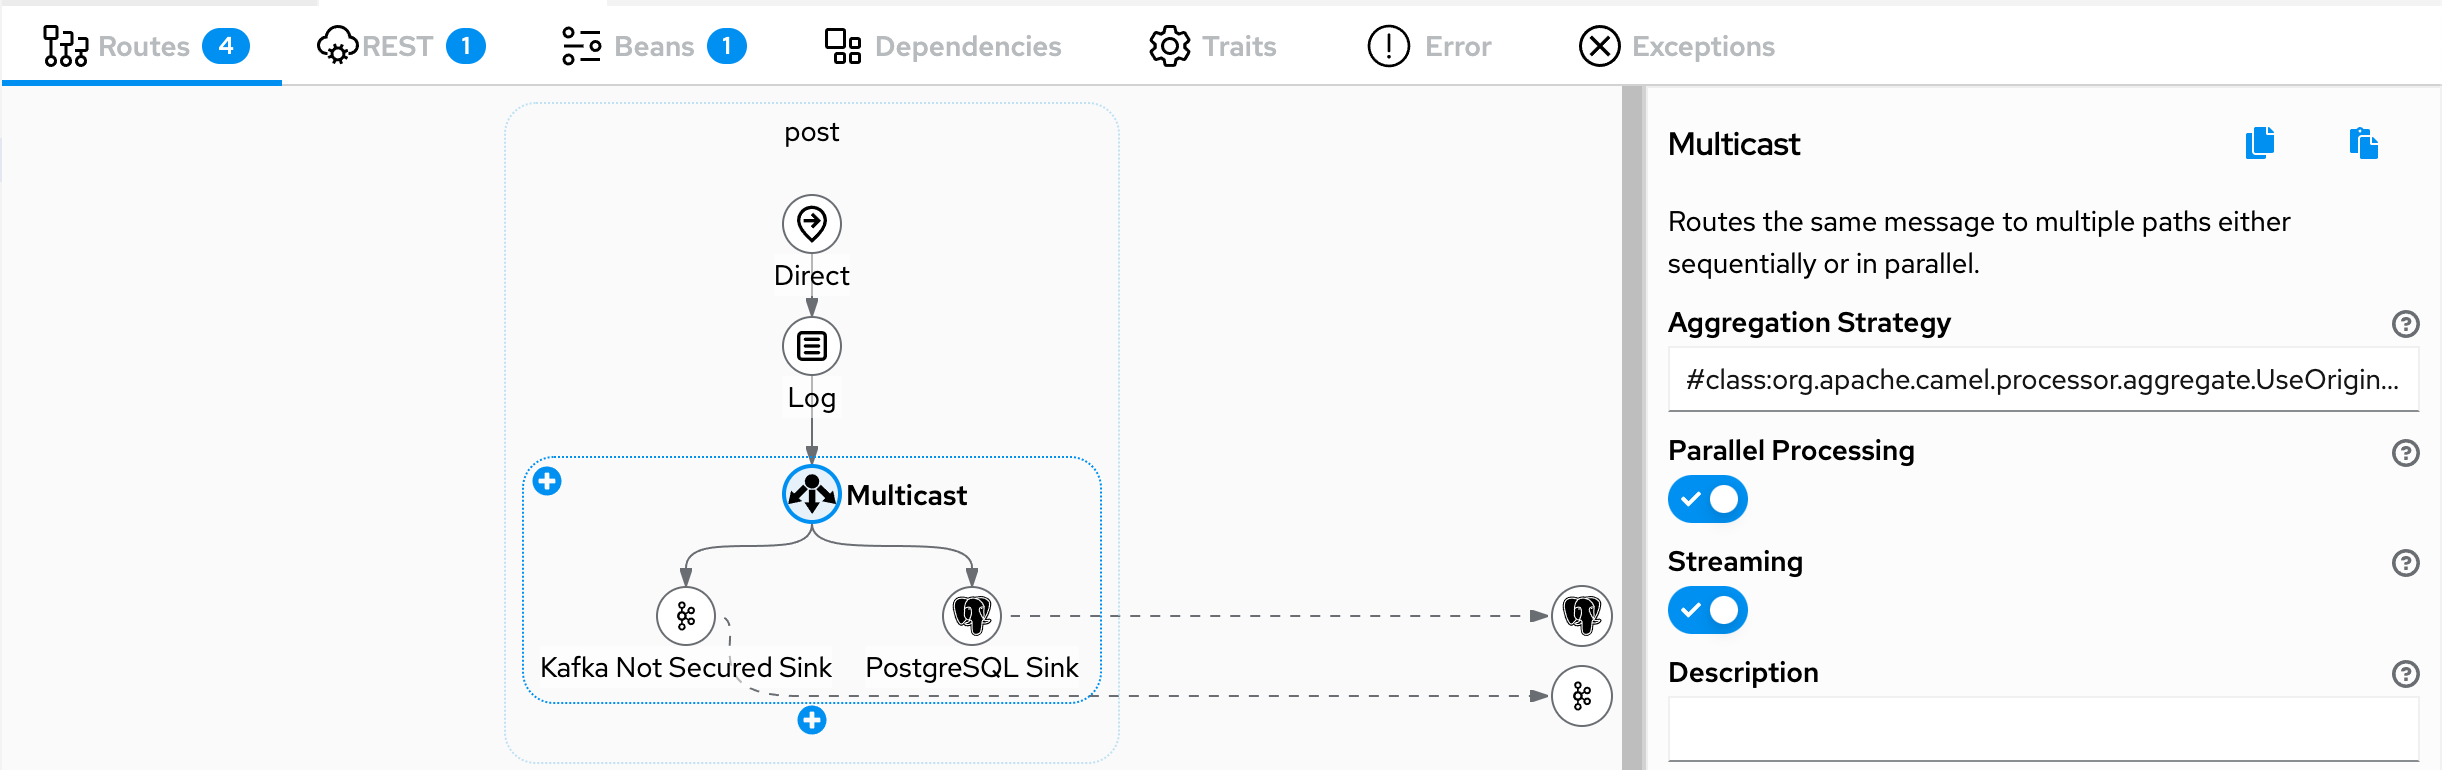 Routes 4 REST 1 Beans 1 Dependencies Traits Error Exceptions
post
Direct
Log
Multicast
Kafka Not Secured Sink PostgreSQL Sink
Multicast
Routes the same message to multiple paths either
sequentially or in parallel.
Aggregation Strategy
#class:org.apache.camel.processor.aggregate.UseOrigin...
Parallel Processing
Streaming
Description